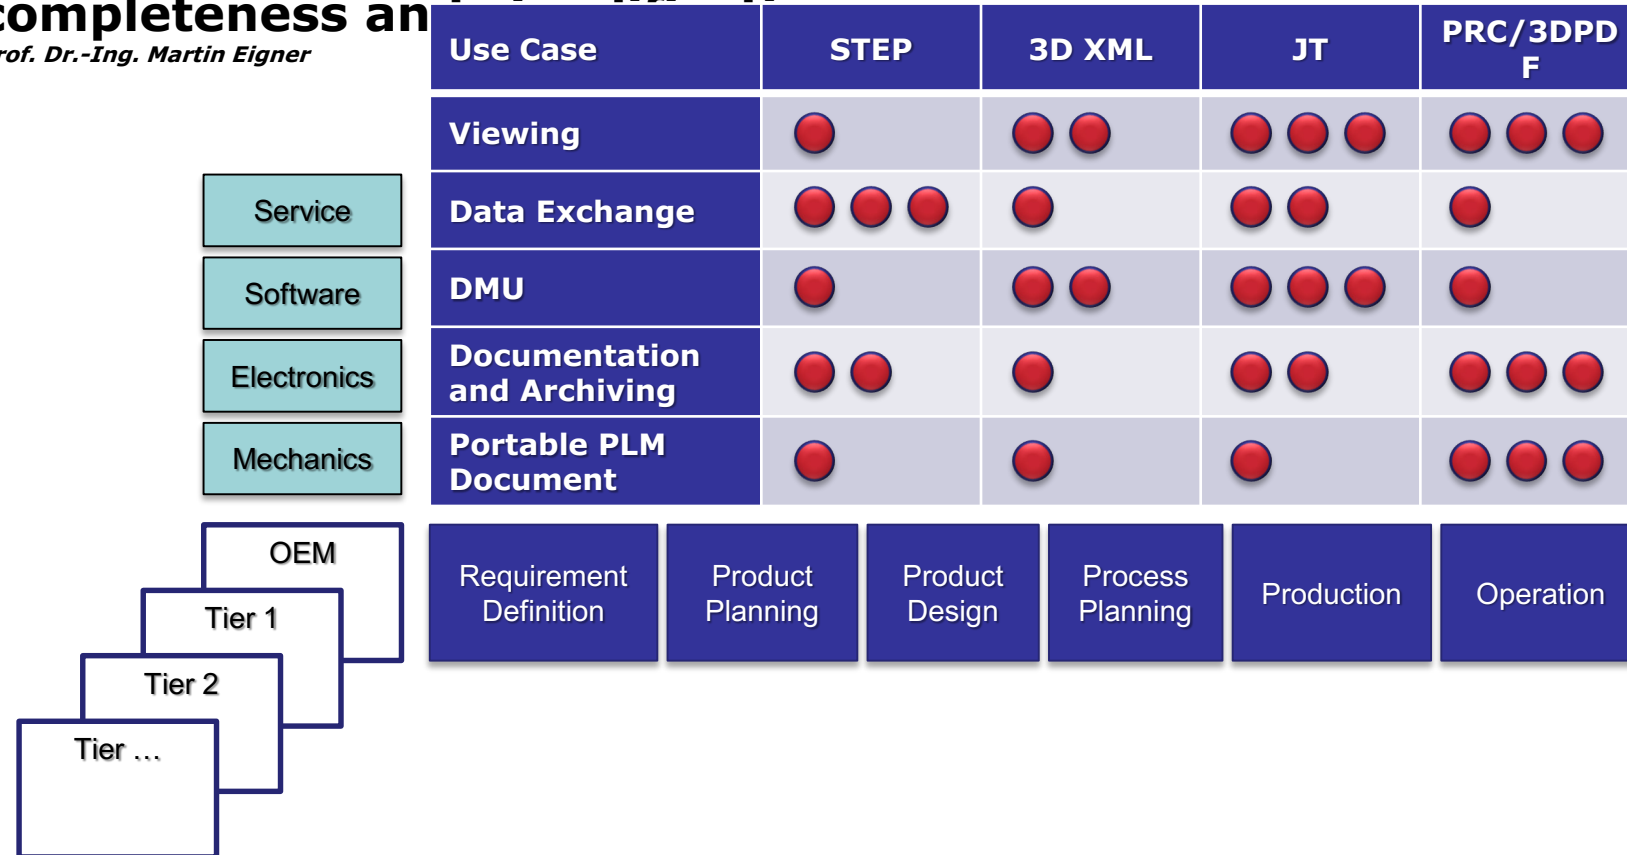 completeness an
rof. Dr.-Ing. Martin Eigner
Use Case STEP 3D XML JT PRC/3DPD
F
Viewing
Data Exchange
DMU
Documentation
and Archiving
Portable PLM
Document
Service
Software
Electronics
Mechanics
OEM
Tier 1
Tier 2
Tier …
Requirement
Definition
Product
Planning
Product
Design
Process
Planning
Production
Operation